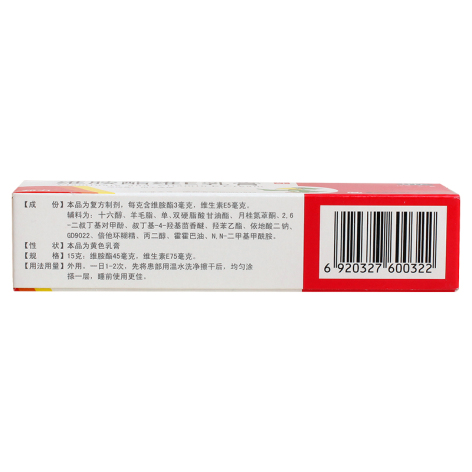 【成　份】本品为复方制剂，每克含维胺酯3毫克，维生素E5毫克。
辅料为：十六醇、羊毛脂、单、双硬脂酸甘油酯、月桂氮䓬酮、2,6
-二叔丁基对甲酚、叔丁基-4-羟基茴香醚、羟苯乙酯、依地酸二钠、
GD9022、倍他环糊精、丙二醇、霍霍巴油、N,N-二甲基甲酰胺。
【性　状】本品为黄色乳膏
【规　格】15克：维胺酯45毫克，维生素E75毫克。
【用法用量】外用。一日1-2次，先将患部用温水洗净擦干后，均匀涂
搽一层，睡前使用更佳。
6 920327 600322